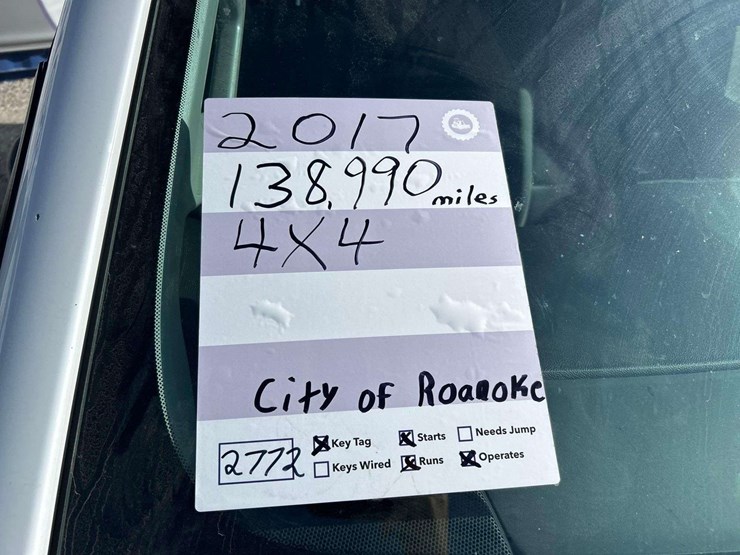 2017
138,990 miles
4X4
City of Roanoke
2772
Key Tag Starts Needs Jump
Keys Wired Runs Operates